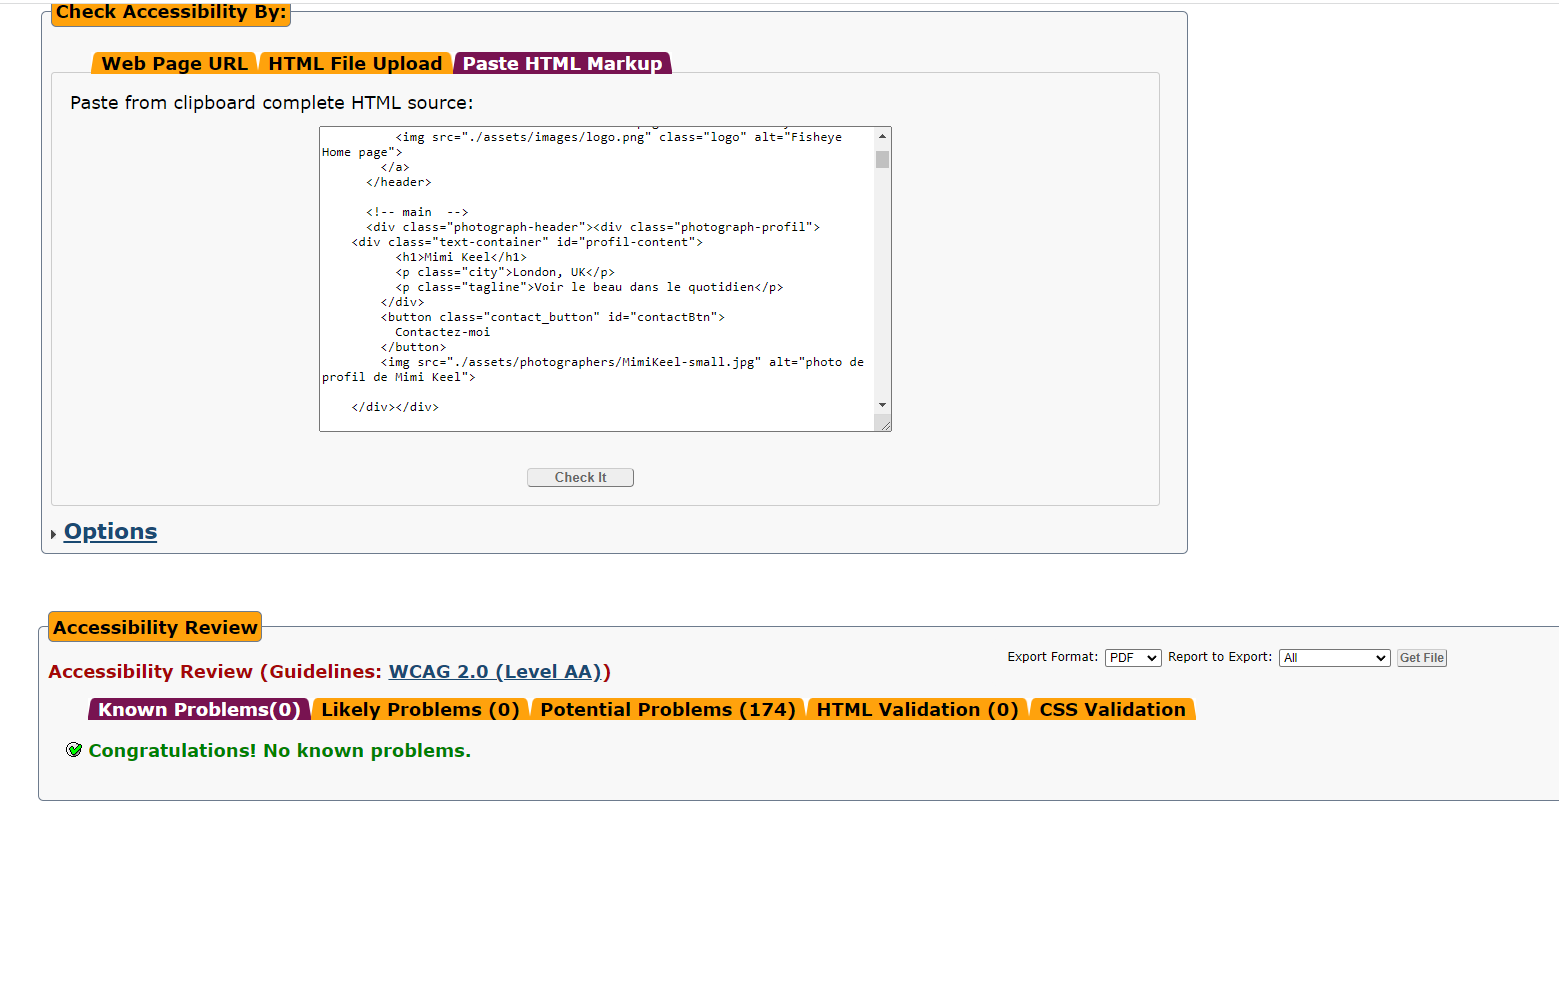 Check Accessibility By:
Web Page URL HTML File Upload Paste HTML Markup
Paste from clipboard complete HTML source:
<img src="./assets/images/logo.png" class="logo" alt="Fisheye
Home page">
</a>
</header>
<!-- main  -->
<div class="photograph-header"><div class="photograph-profil">
<div class="text-container" id="profil-content">
<h1>Mimi Keel</h1>
<p class="city">London, UK</p>
<p class="tagline">Voir le beau dans le quotidien</p>
</div>
<button class="contact_button" id="contactBtn">
Contactez-moi
</button>
<img src="./assets/photographers/MimiKeel-small.jpg" alt="photo de
profil de Mimi Keel">
</div></div>
Check It
Options
Accessibility Review
Export Format: PDF Report to Export: All Get File
Accessibility Review (Guidelines: WCAG 2.0 (Level AA))
Known Problems(0) Likely Problems (0) Potential Problems (174) HTML Validation (0) CSS Validation
Congratulations! No known problems.